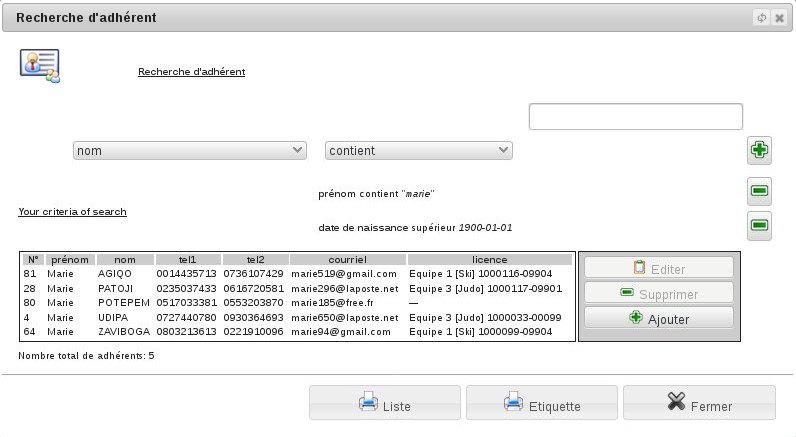 Recherche d'adhérent
Recherche d'adhérent
nom contient
prénom contient "marie"
Your criteria of search
date de naissance supérieur 1900-01-01
N° prénom nom tel1 tel2 courriel licence
81 Marie AGIQO 0014435713 0736107429 marie519@gmail.com Equipe 1 [Ski] 1000116-09904
28 Marie PATOJI 0235037433 0616720581 marie296@laposte.net Equipe 3 [Judo] 1000117-09901
80 Marie POTEPEM 0517033381 0553203870 marie185@free.fr —
4 Marie UDIPA 0727440780 0930364693 marie650@laposte.net Equipe 3 [Judo] 1000033-00099
64 Marie ZAVIBOGA 0803213613 0221910096 marie94@gmail.com Equipe 1 [Ski] 1000099-09904
Editer
Supprimer
Ajouter
Nombre total de adhérents: 5
Liste Etiquette Fermer